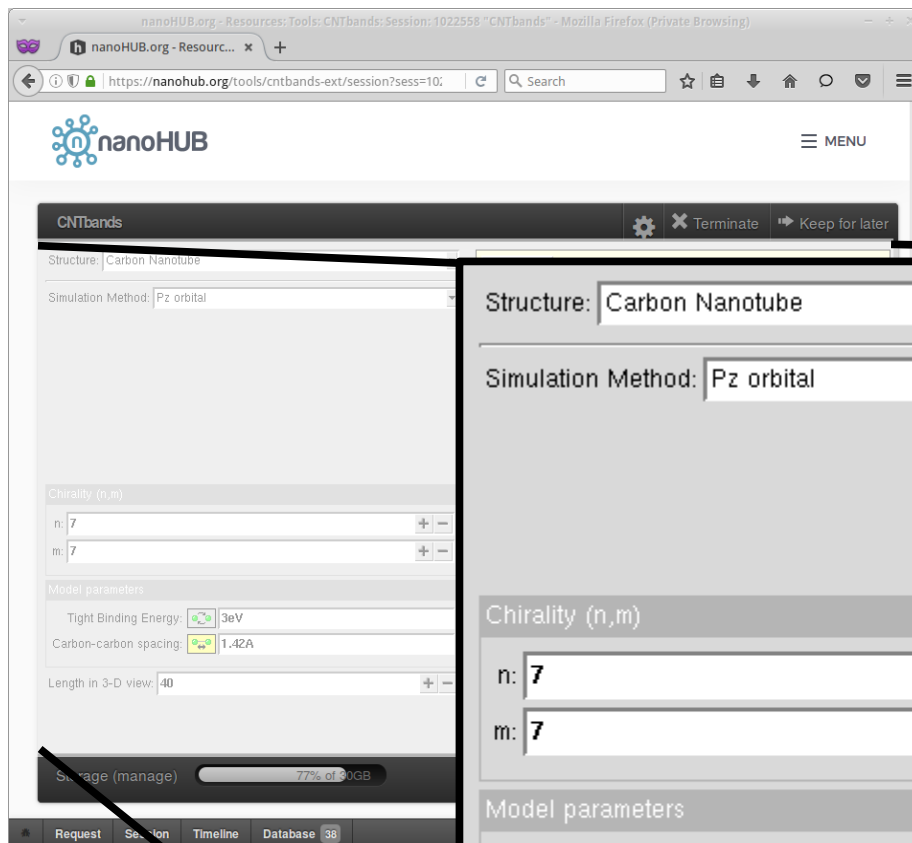 nanoHUB.org - Resources: Tools: CNTbands: Session: 1022558 "CNTbands" - Mozilla Firefox (Private Browsing)
nanoHUB.org - Resourc...
https://nanohub.org/tools/cntbands-ext/session?sess=102
Search
nanoHUB
MENU
CNTbands
Terminate
Keep for later
Structure: Carbon Nanotube
Simulation Method: Pz orbital
Chirality (n,m)
n: 7
m: 7
Model parameters
Tight Binding Energy: 3eV
Carbon-carbon spacing: 1.42A
Length in 3-D view: 40
Storage (manage)
77% of 30GB
Request
Session
Timeline
Database 38
Structure: Carbon Nanotube
Simulation Method: Pz orbital
Chirality (n,m)
n: 7
m: 7
Model parameters